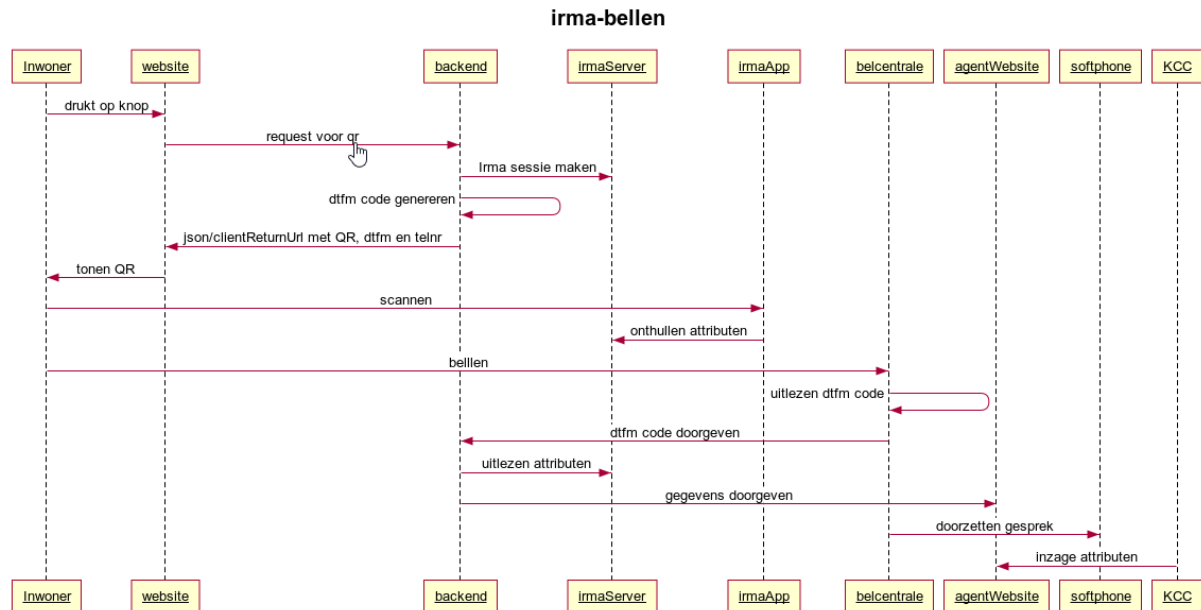 irma-bellen
Inwoner website backend irmaServer irmaApp belcentrale agentWebsite softphone KCC
drukt op knop
request voor qr
Irma sessie maken
dtfm code genereren
json/clientReturnUrl met QR, dtfm en telnr
tonen QR
scannen
onthullen attributen
belllen
uitlezen dtfm code
dtfm code doorgeven
uitlezen attributen
gegevens doorgeven
doorzetten gesprek
inzage attributen
Inwoner website backend irmaServer irmaApp belcentrale agentWebsite softphone KCC